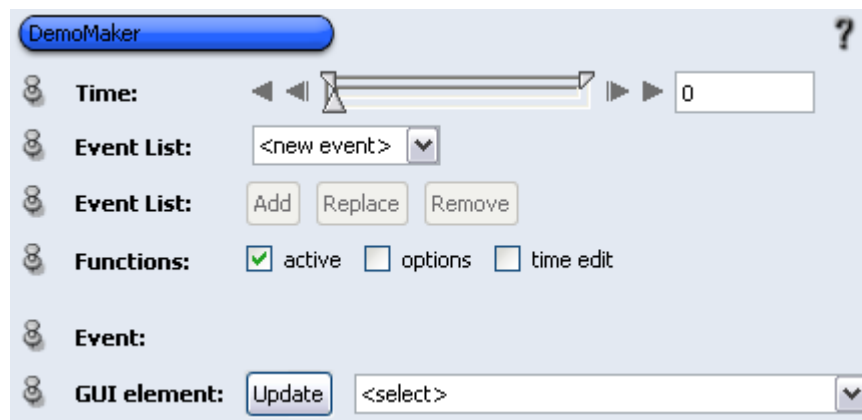 DemoMaker ?
Time: 0
Event List: <new event>
Event List: Add Replace Remove
Functions: active options time edit
Event:
GUI element: Update <select>